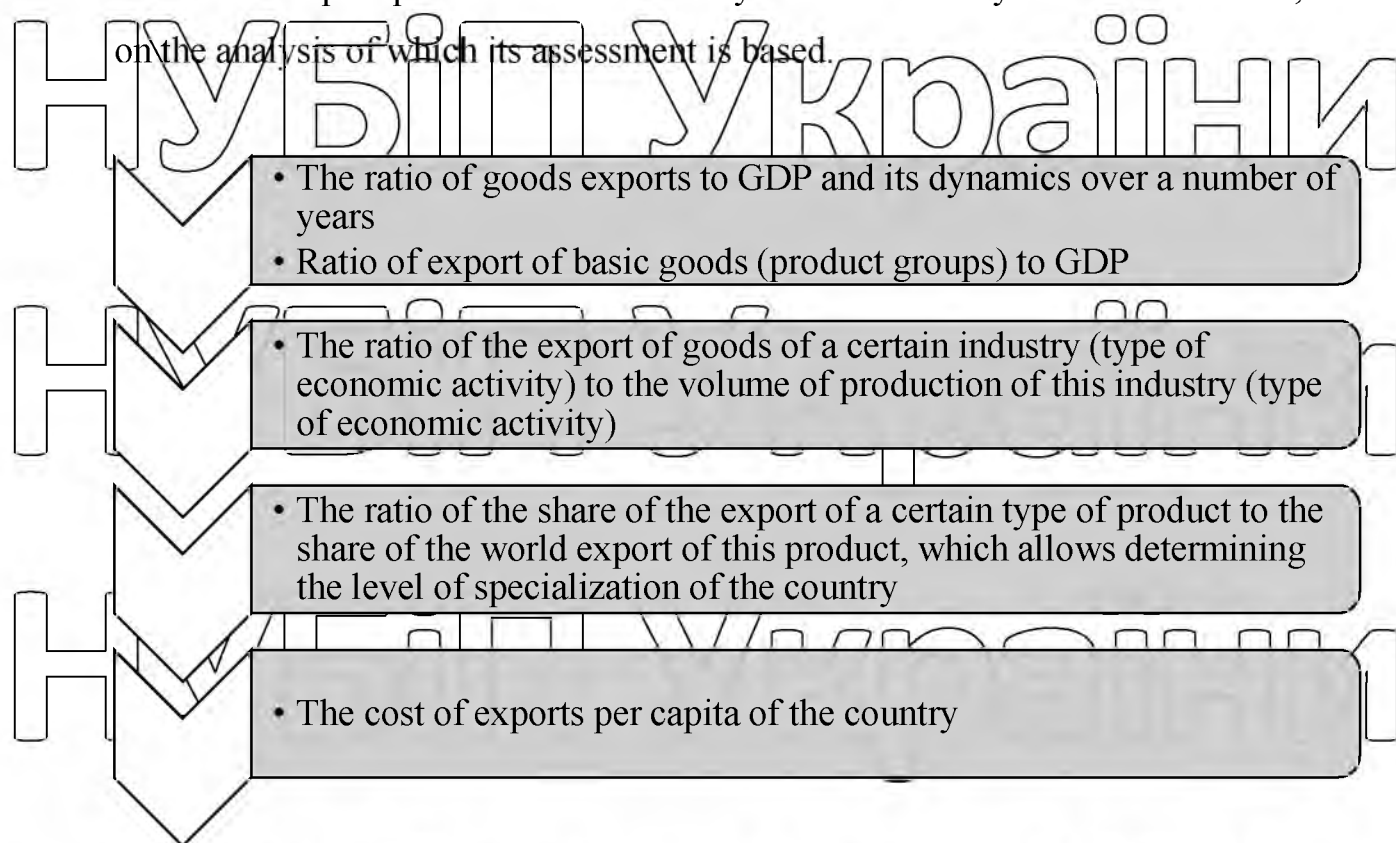 on the analysis of which its assessment is based.
НУБіП України
• The ratio of goods exports to GDP and its dynamics over a number of
years
• Ratio of export of basic goods (product groups) to GDP
• The ratio of the export of goods of a certain industry (type of
economic activity) to the volume of production of this industry (type
of economic activity)
• The ratio of the share of the export of a certain type of product to the
share of the world export of this product, which allows determining
the level of specialization of the country
• The cost of exports per capita of the country